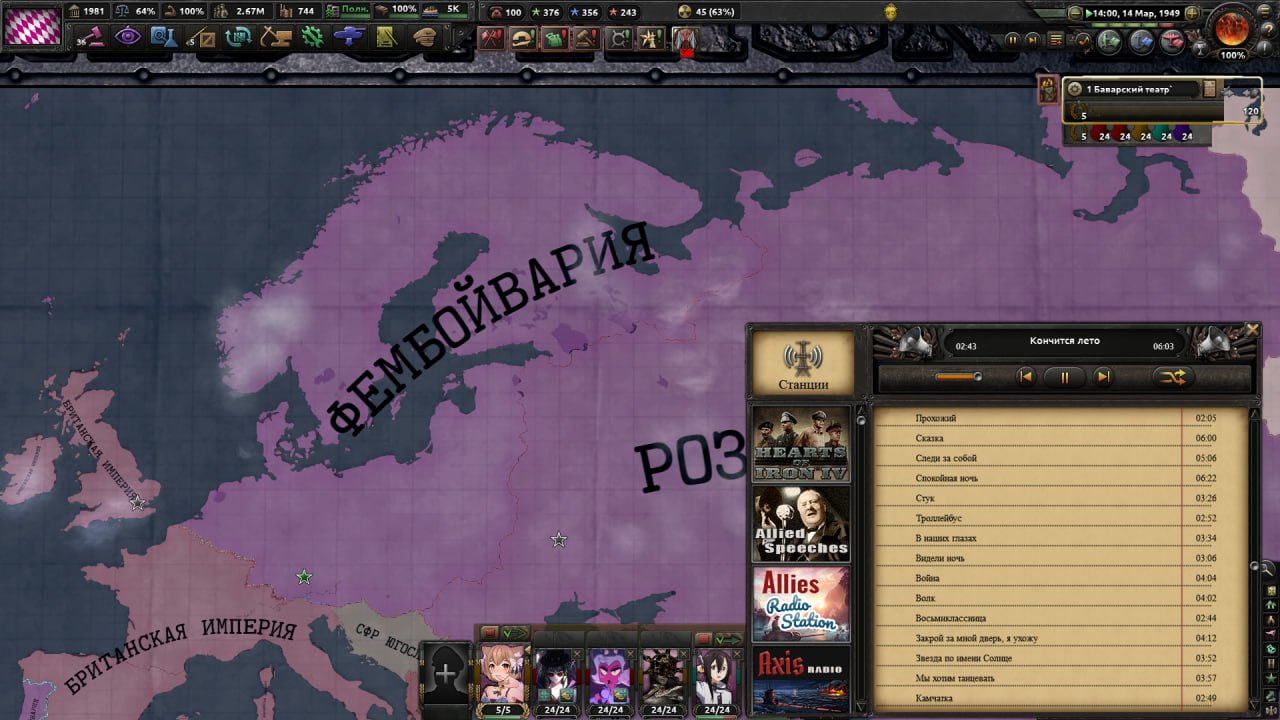 1981 64% 100% 2.67M 744 Полн. 100% 5K 100 376 356 243 45 (63%) 14:00, 14 Мар, 1949
36 5 100%
1 Баварский театр`
5 120
5 24 24 24 24 24
ФЕМБОЙВАРИЯ
РОЗ
БРИТАНСКАЯ ИМПЕРИЯ
БРИТАНСКАЯ ИМПЕРИЯ
СФР ЮГОСЛ
5/5 24/24 24/24 24/24 24/24
Станции
02:43 Кончится лето 06:03
HEARTS OF IRON IV
Allied Speeches
Allies Radio Station
Axis RADIO
Прохожий 02:05
Сказка 06:00
Следи за собой 05:06
Спокойная ночь 06:22
Стук 03:26
Троллейбус 02:52
В наших глазах 03:34
Видели ночь 03:06
Война 04:04
Волк 04:02
Восьмиклассница 02:44
Закрой за мной дверь, я ухожу 04:12
Звезда по имени Солнце 03:52
Мы хотим танцевать 03:57
Камчатка 02:49